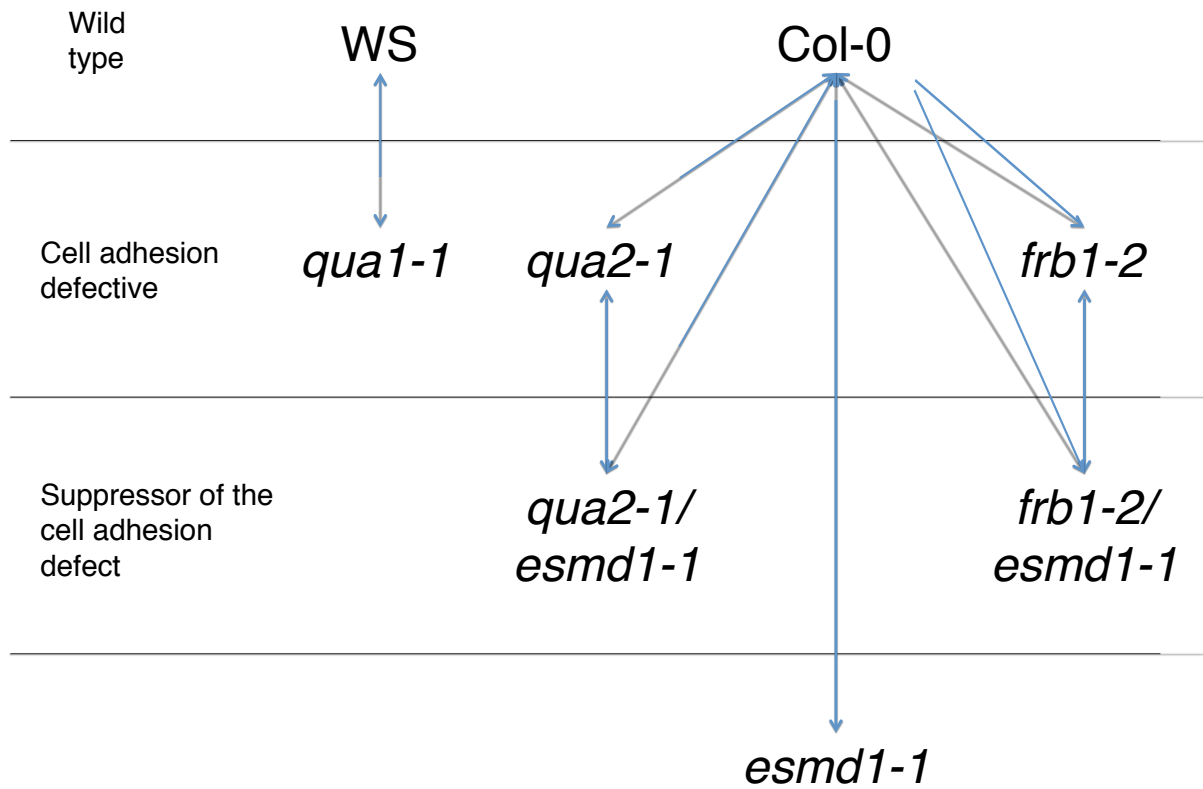 Wild
type
WS
Col-0
Cell adhesion
defective
qua1-1
qua2-1
frb1-2
Suppressor of the
cell adhesion
defect
qua2-1/
esmd1-1
frb1-2/
esmd1-1
esmd1-1